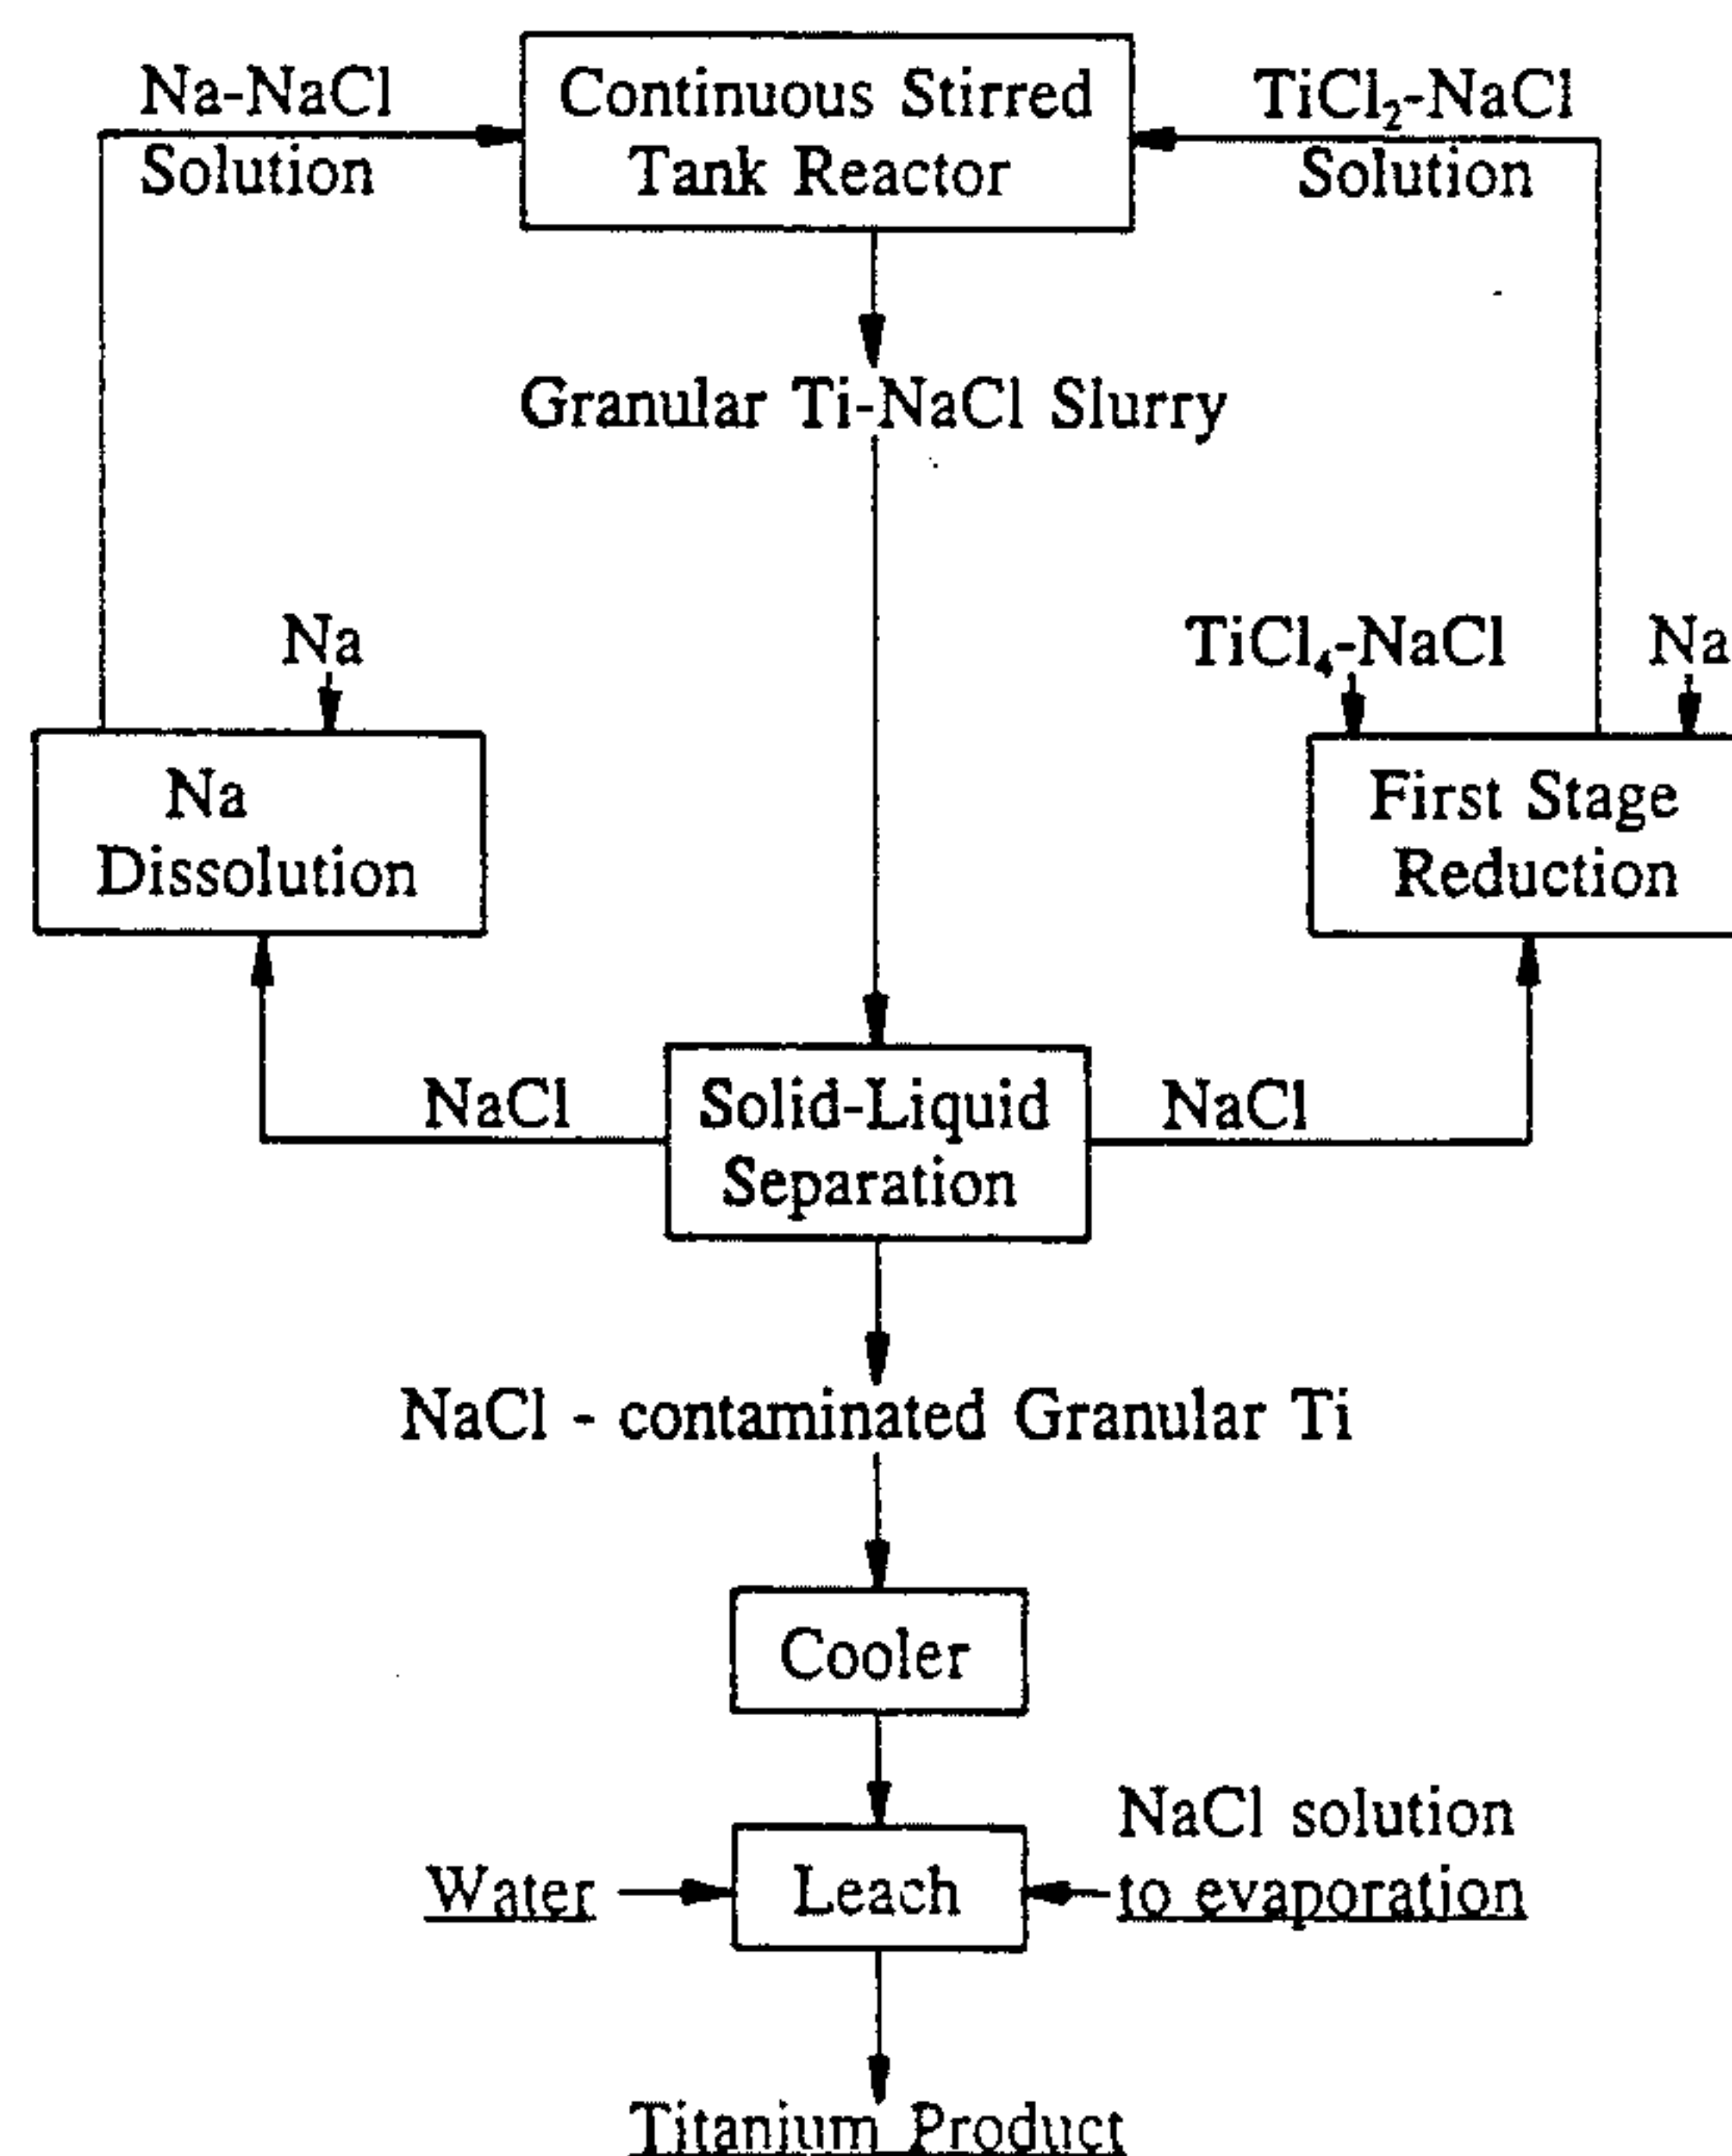 Na-NaCl
Solution
Continuous Stirred
Tank Reactor
TiCl₂-NaCl
Solution
Granular Ti-NaCl Slurry
Na
TiCl₄-NaCl
Na
Na
Dissolution
First Stage
Reduction
NaCl
Solid-Liquid
Separation
NaCl
NaCl - contaminated Granular Ti
Cooler
Water
Leach
NaCl solution
to evaporation
Titanium Product